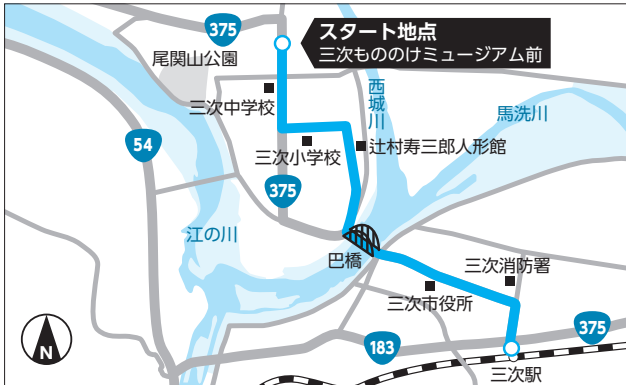 375
スタート地点
三次もののけミュージアム前
尾関山公園
三次中学校
西城川
馬洗川
54
三次小学校
辻村寿三郎人形館
375
江の川
巴橋
三次消防署
三次市役所
375
183
N
三次駅